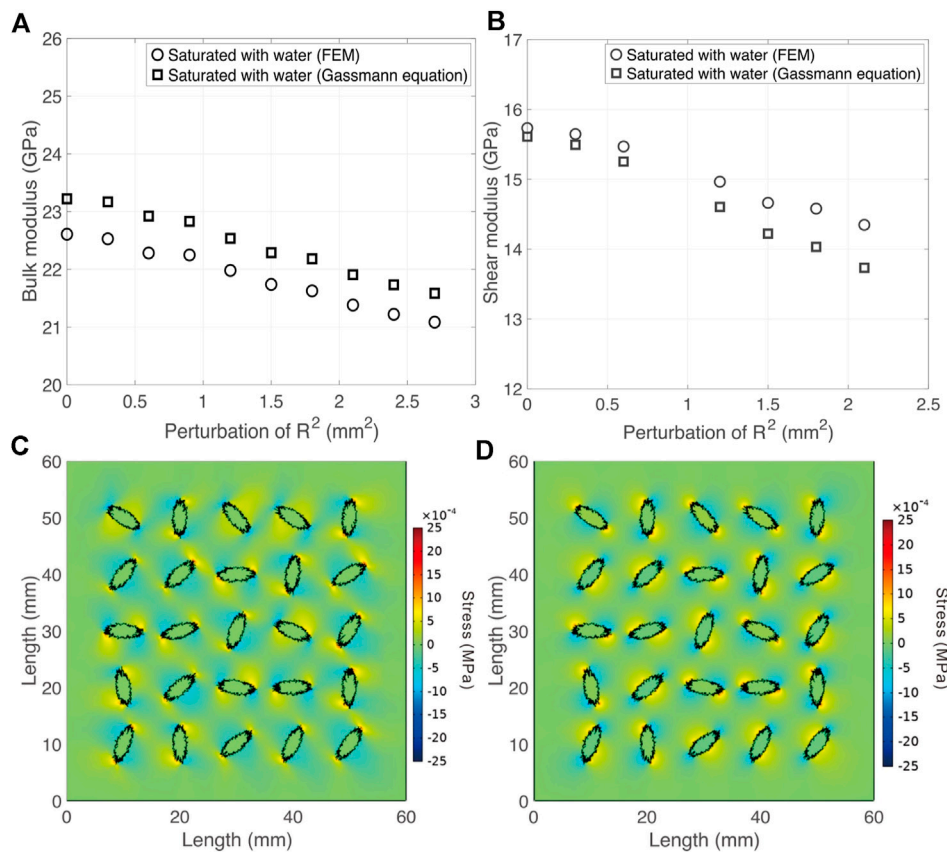 A
B
Saturated with water (FEM)
Saturated with water (Gassmann equation)
Bulk modulus (GPa)
26
25
24
23
22
21
20
0 0.5 1 1.5 2 2.5 3
Perturbation of R² (mm²)
Saturated with water (FEM)
Saturated with water (Gassmann equation)
Shear modulus (GPa)
17
16
15
14
13
12
0 0.5 1 1.5 2 2.5
Perturbation of R² (mm²)
C
D
Length (mm)
60
50
40
30
20
10
0
0 20 40 60
Length (mm)
×10⁻⁴
25
20
15
10
5
0
-5
-10
-15
-20
-25
Stress (MPa)
Length (mm)
60
50
40
30
20
10
0
0 20 40 60
Length (mm)
×10⁻⁴
25
20
15
10
5
0
-5
-10
-15
-20
-25
Stress (MPa)